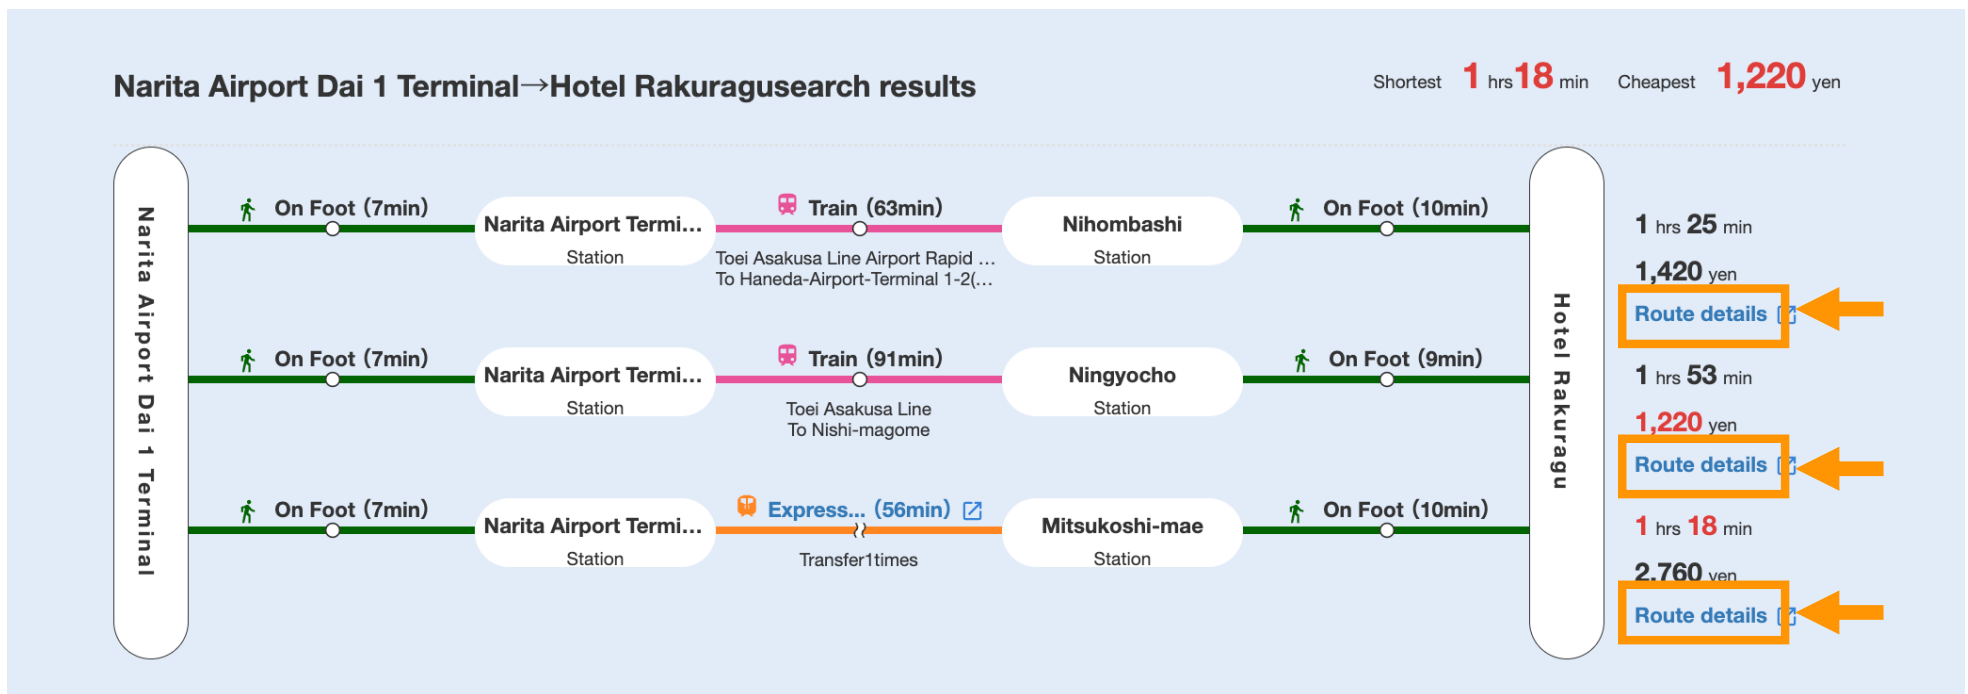 Narita Airport Dai 1 Terminal→Hotel Rakuragusearch results
Shortest 1 hrs 18 min Cheapest 1,220 yen
Narita Airport Dai 1 Terminal
On Foot (7min)
Narita Airport Termi...
Station
Train (63min)
Toei Asakusa Line Airport Rapid ...
To Haneda-Airport-Terminal 1-2(...
Nihombashi
Station
On Foot (10min)
1 hrs 25 min
1,420 yen
Route details
On Foot (7min)
Narita Airport Termi...
Station
Train (91min)
Toei Asakusa Line
To Nishi-magome
Ningyocho
Station
On Foot (9min)
1 hrs 53 min
1,220 yen
Route details
On Foot (7min)
Narita Airport Termi...
Station
Express... (56min)
Transfer1times
Mitsukoshi-mae
Station
On Foot (10min)
1 hrs 18 min
2,760 yen
Route details
Hotel Rakuragu